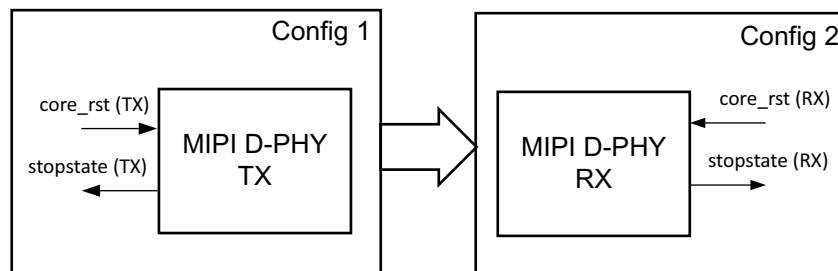 Config 1
core_rst (TX)
stopstate (TX)
MIPI D-PHY
TX
Config 2
MIPI D-PHY
RX
core_rst (RX)
stopstate (RX)